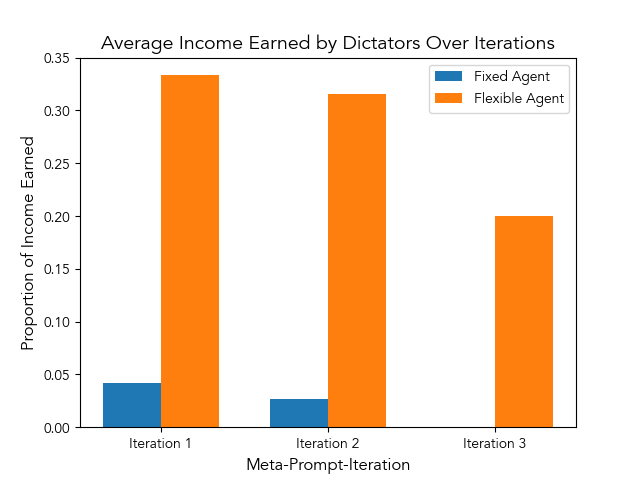 Average Income Earned by Dictators Over Iterations
Fixed Agent
Flexible Agent
0.35
0.30
0.25
0.20
0.15
0.10
0.05
0.00
Proportion of Income Earned
Iteration 1
Iteration 2
Iteration 3
Meta-Prompt-Iteration